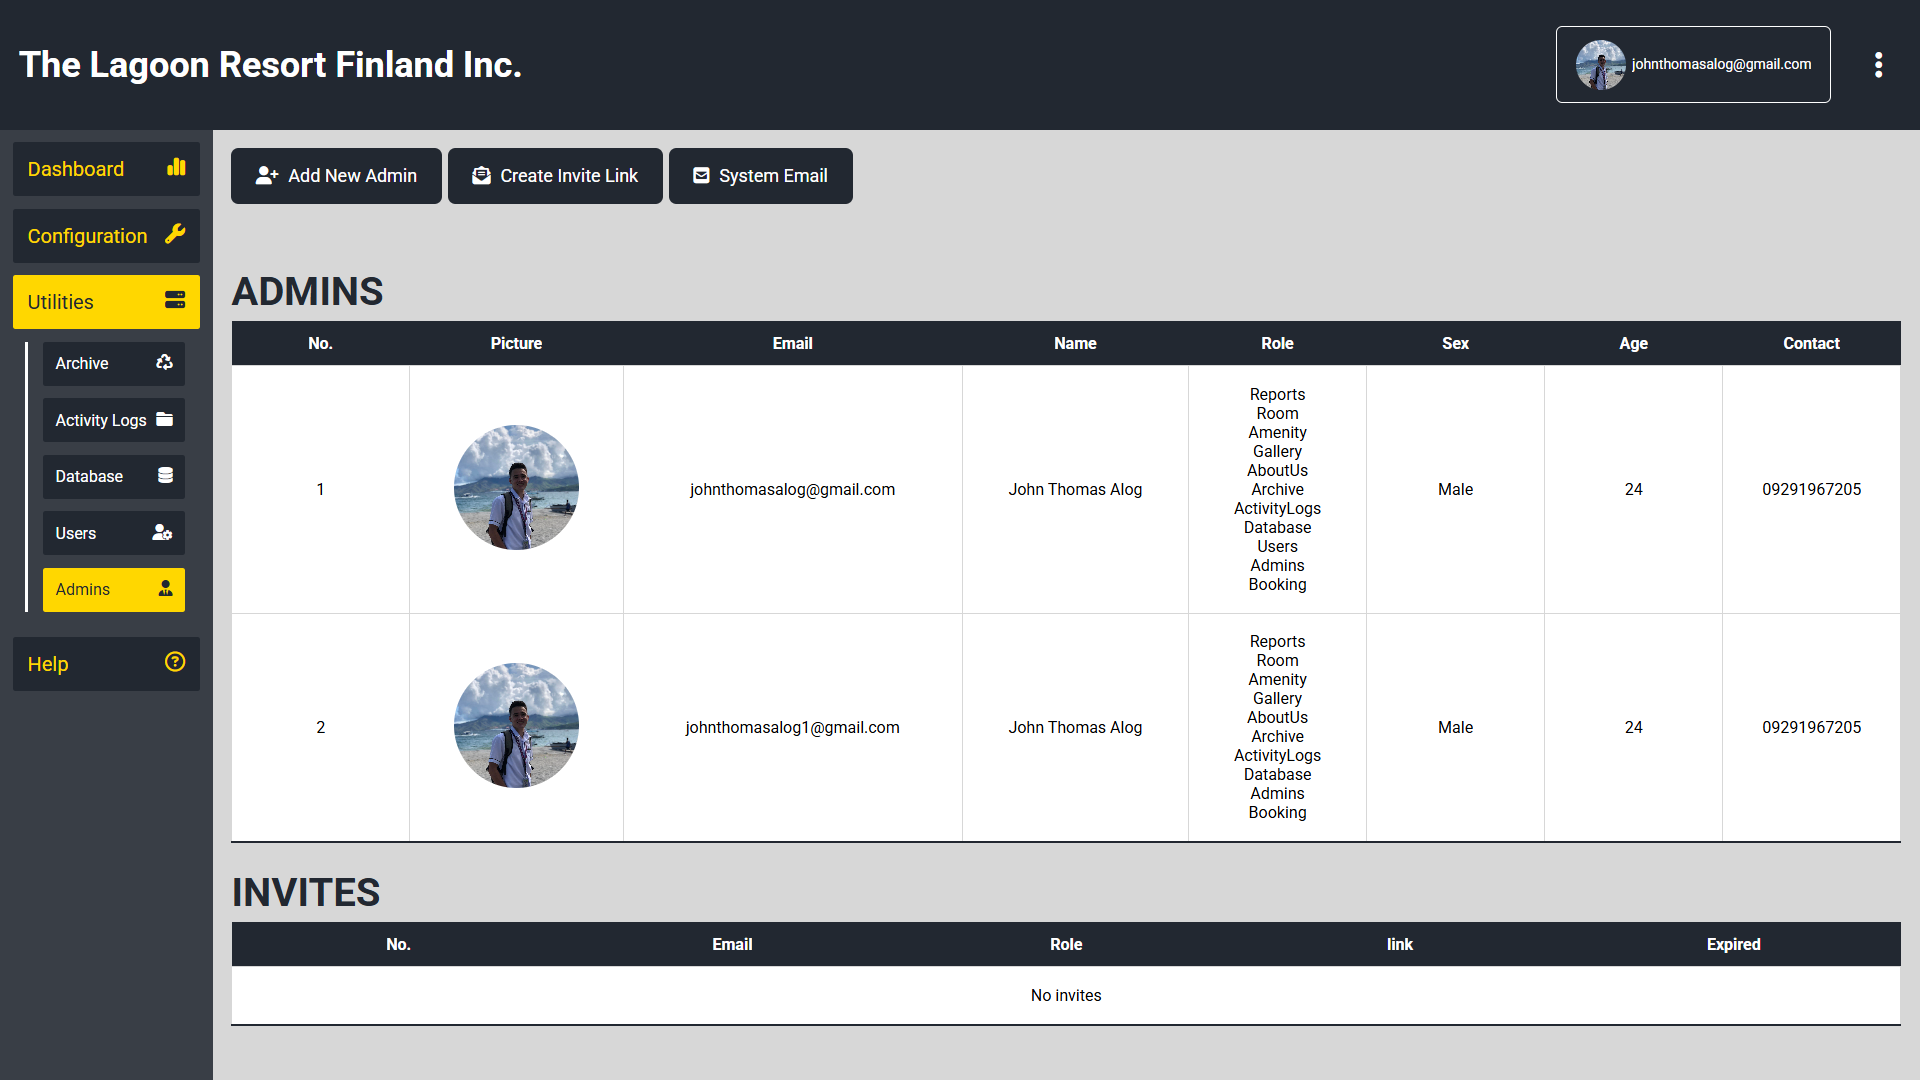 The Lagoon Resort Finland Inc.
johnthomasalog@gmail.com
Dashboard
Configuration
Utilities
Archive
Activity Logs
Database
Users
Admins
Help
Add New Admin
Create Invite Link
System Email
ADMINS
No. Picture Email Name Role Sex Age Contact
1 johnthomasalog@gmail.com John Thomas Alog
Reports
Room
Amenity
Gallery
AboutUs
Archive
ActivityLogs
Database
Users
Admins
Booking
Male 24 09291967205
2 johnthomasalog1@gmail.com John Thomas Alog
Reports
Room
Amenity
Gallery
AboutUs
Archive
ActivityLogs
Database
Admins
Booking
Male 24 09291967205
INVITES
No. Email Role link Expired
No invites